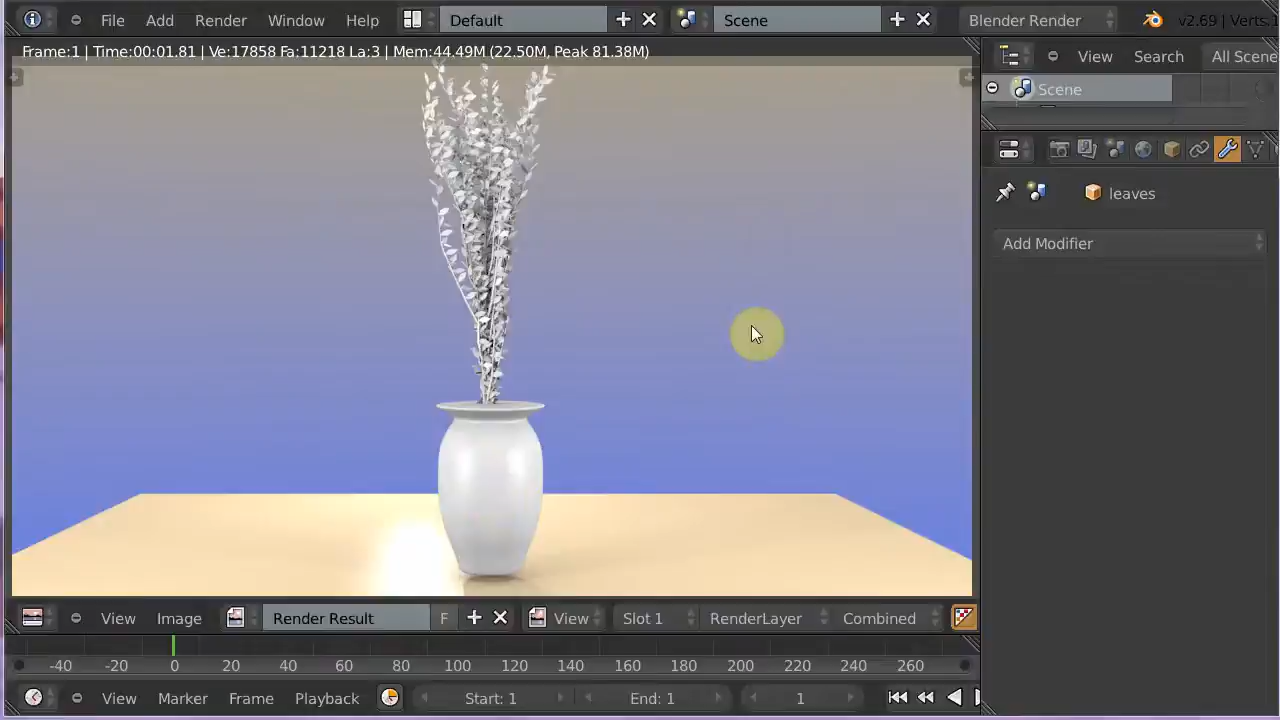 File Add Render Window Help Default Scene Blender Render v2.69 | Verts:1
Frame:1 | Time:00:01.81 | Ve:17858 Fa:11218 La:3 | Mem:44.49M (22.50M, Peak 81.38M)
View Search All Scene
Scene
leaves
Add Modifier
View Image Render Result F View Slot 1 RenderLayer Combined
-40 -20 0 20 40 60 80 100 120 140 160 180 200 220 240 260
View Marker Frame Playback Start: 1 End: 1 1